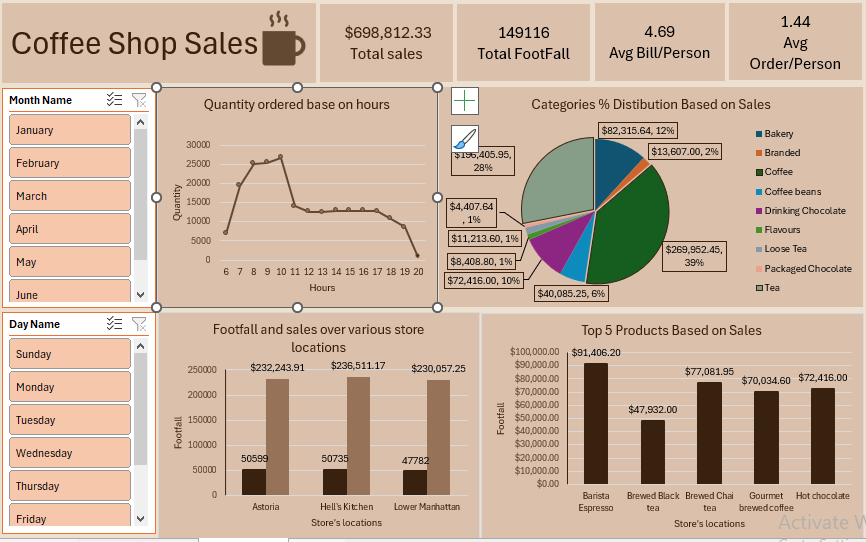 Coffee Shop Sales
$698,812.33
Total sales
149116
Total FootFall
4.69
Avg Bill/Person
1.44
Avg
Order/Person
Month Name
January
February
March
April
May
June
Day Name
Sunday
Monday
Tuesday
Wednesday
Thursday
Friday
Quantity ordered base on hours
Quantity
30000
25000
20000
15000
10000
5000
0
6 7 8 9 10 11 12 13 14 15 16 17 18 19 20
Hours
Categories % Distibution Based on Sales
$82,315.64, 12%
$13,607.00, 2%
$269,952.45,
39%
$40,085.25, 6%
$72,416.00, 10%
$8,408.80, 1%
$11,213.60, 1%
$4,407.64
, 1%
$196,405.95,
28%
Bakery
Branded
Coffee
Coffee beans
Drinking Chocolate
Flavours
Loose Tea
Packaged Chocolate
Tea
Footfall and sales over various store
locations
Footfall
250000
200000
150000
100000
50000
0
$232,243.91
$236,511.17
$230,057.25
50599
50735
47782
Astoria
Hell's Kitchen
Lower Manhattan
Store's locations
Top 5 Products Based on Sales
Footfall
$100,000.00
$90,000.00
$80,000.00
$70,000.00
$60,000.00
$50,000.00
$40,000.00
$30,000.00
$20,000.00
$10,000.00
$0.00
$91,406.20
$47,932.00
$77,081.95
$70,034.60
$72,416.00
Barista
Espresso
Brewed Black
tea
Brewed Chai
tea
Gourmet
brewed coffee
Hot chocolate
Store's locations
Activate W